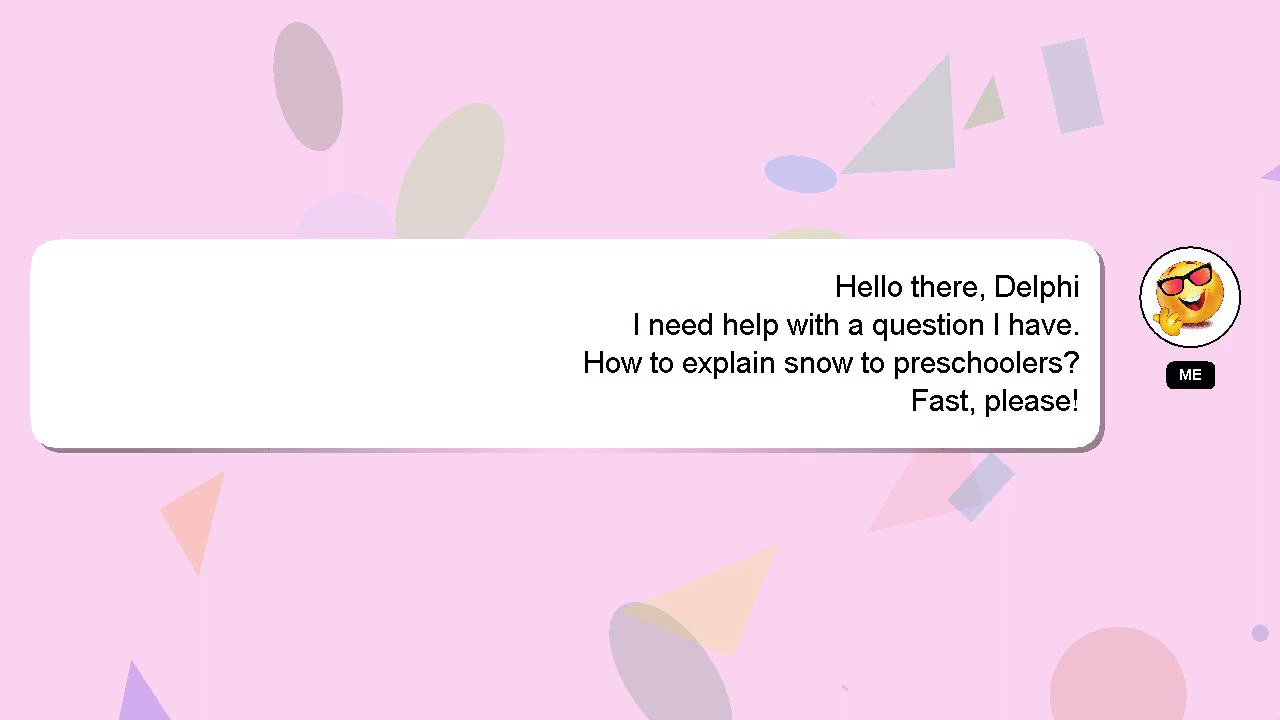 Hello there, Delphi
I need help with a question I have.
How to explain snow to preschoolers?
Fast, please!
ME